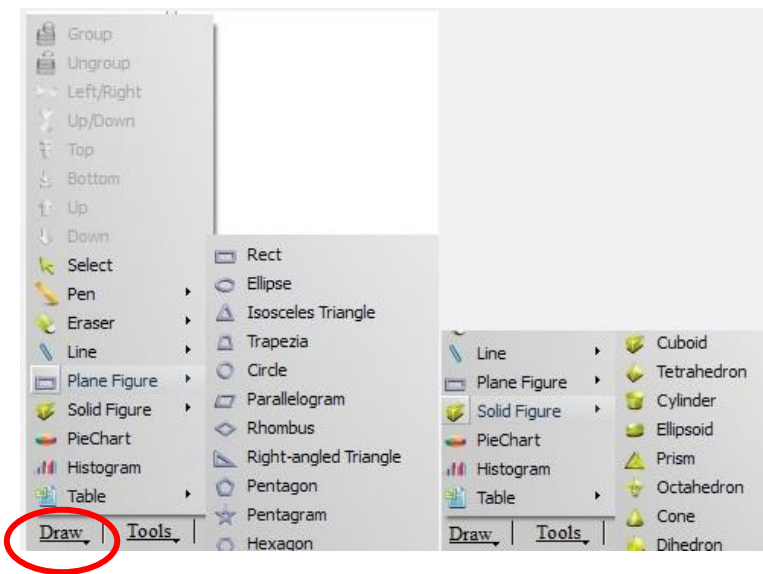 Group
Ungroup
Left/Right
Up/Down
Top
Bottom
Up
Down
Select
Pen
Eraser
Line
Plane Figure
Solid Figure
PieChart
Histogram
Table
Draw
Tools
Rect
Ellipse
Isosceles Triangle
Trapezia
Circle
Parallelogram
Rhombus
Right-angled Triangle
Pentagon
Pentagram
Hexagon
Line
Plane Figure
Solid Figure
PieChart
Histogram
Table
Draw
Tools
Cuboid
Tetrahedron
Cylinder
Ellipsoid
Prism
Octahedron
Cone
Dihedron